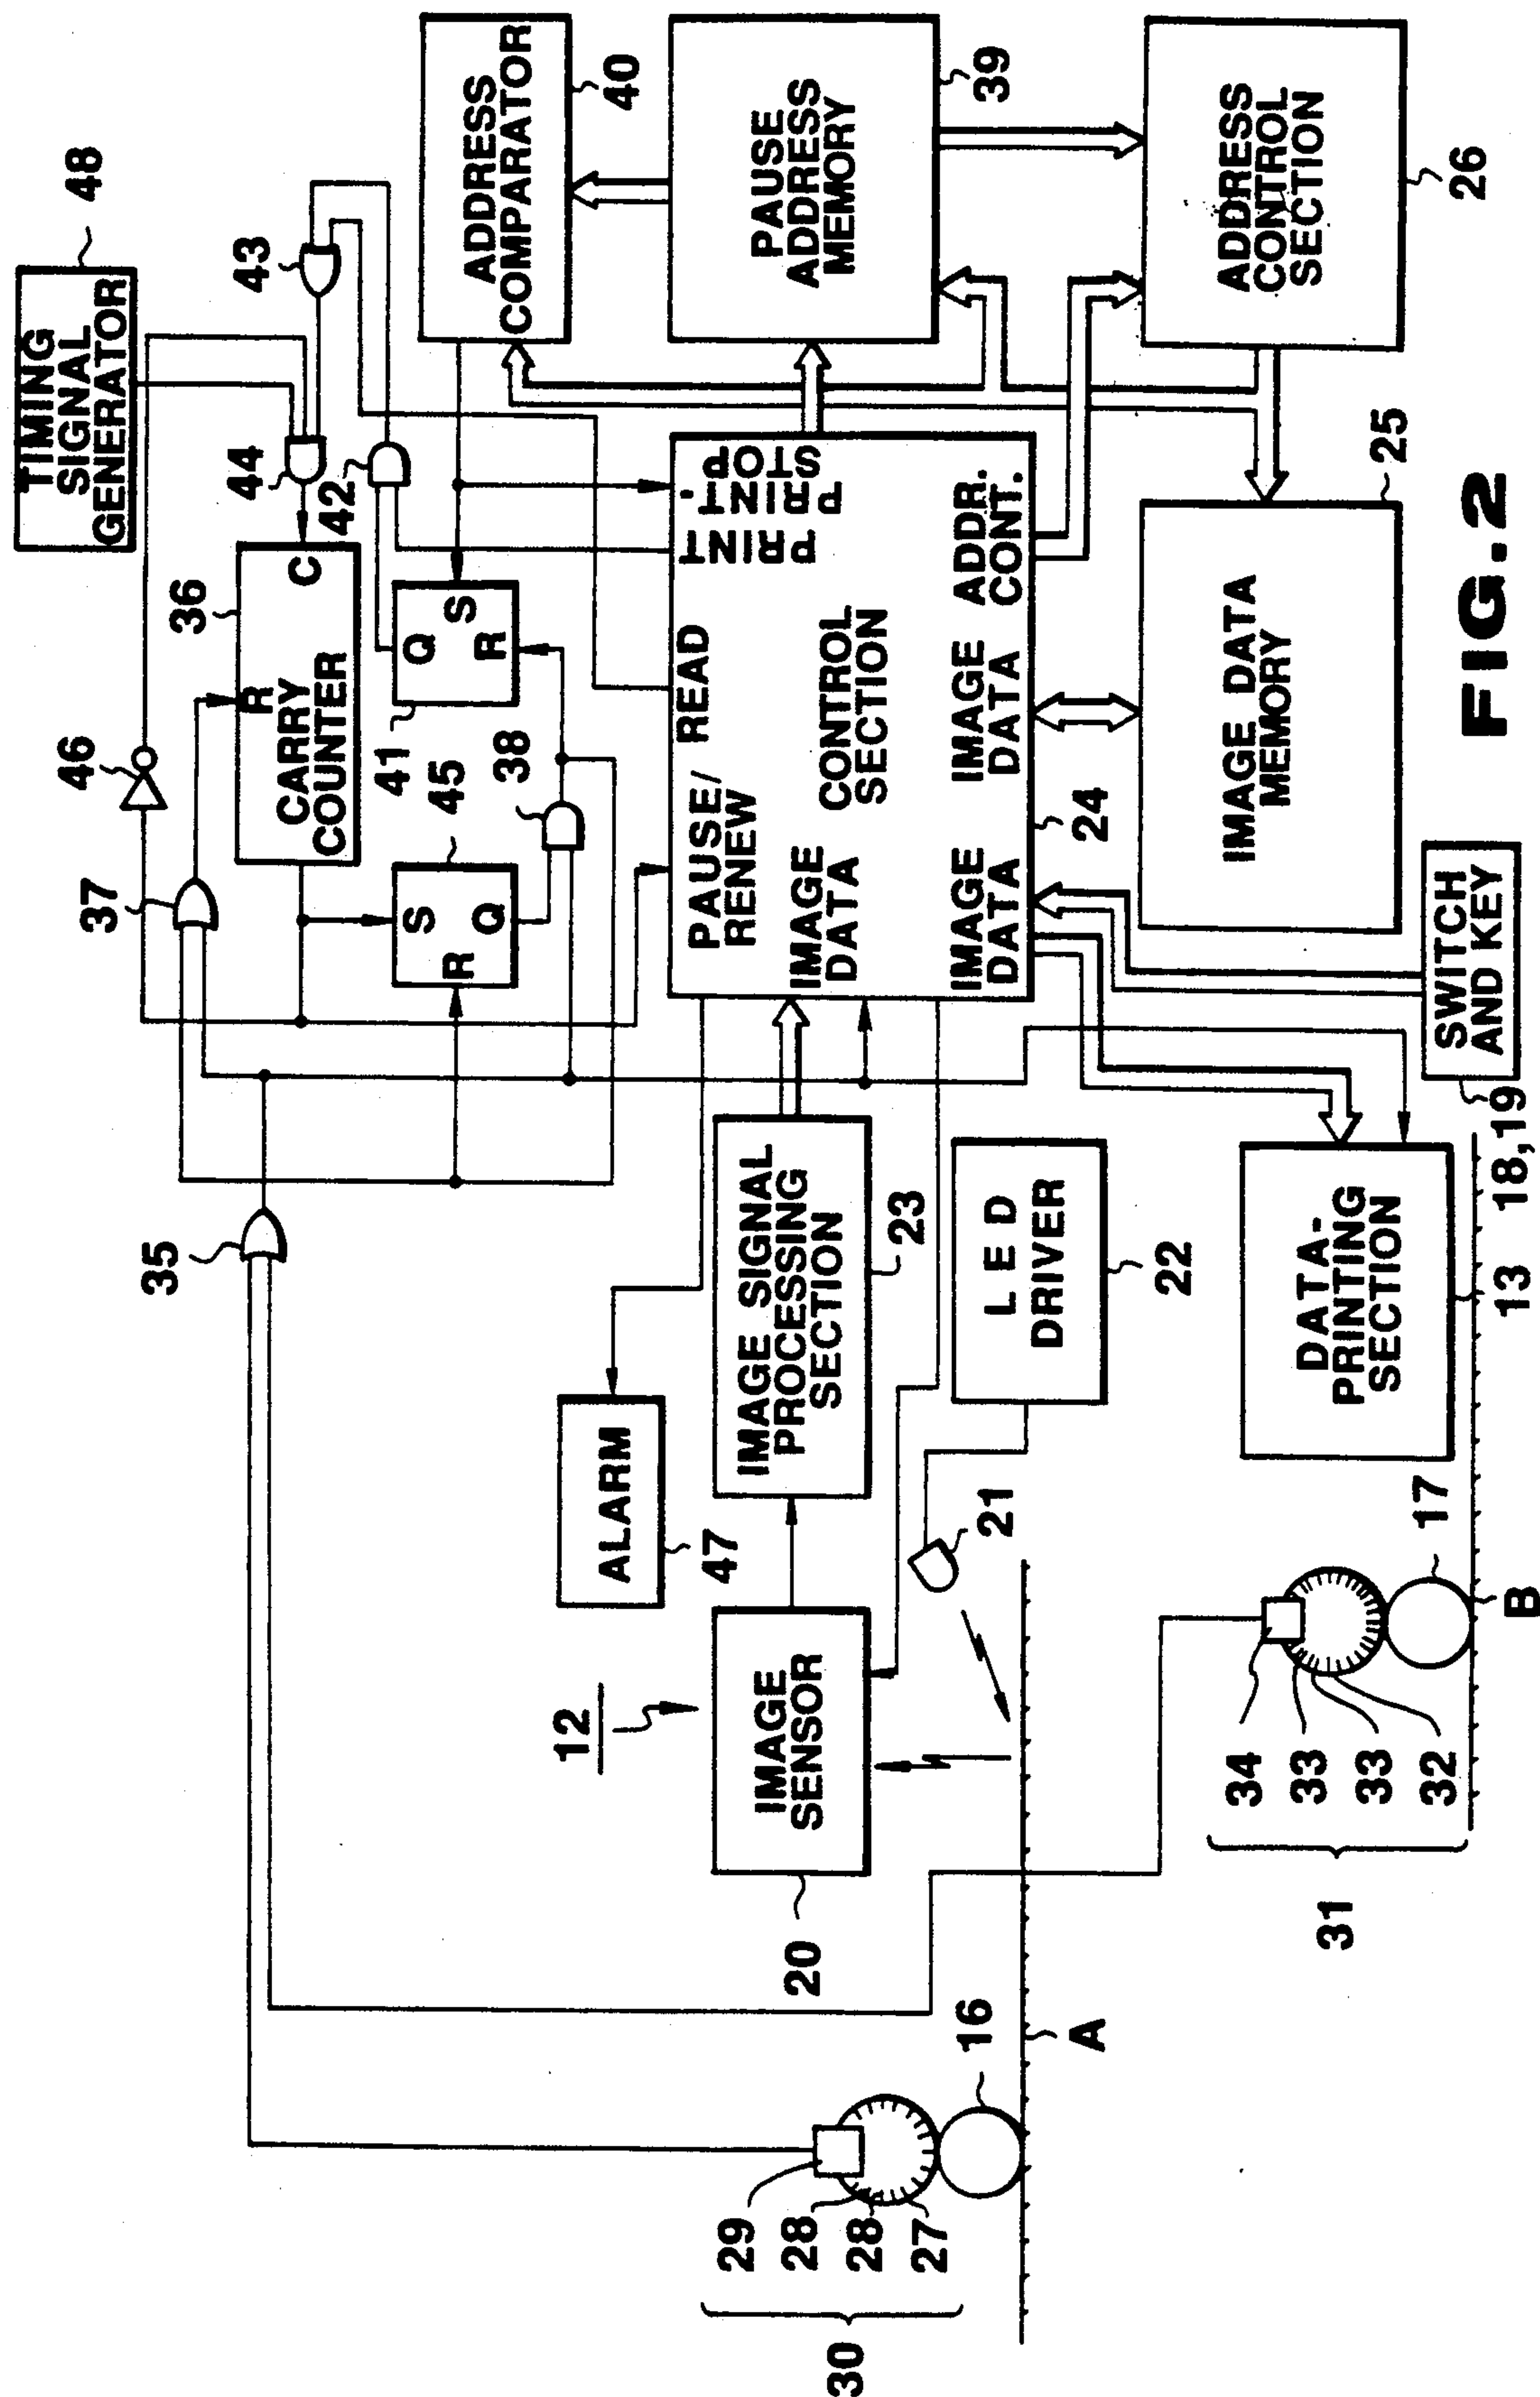 TIMING
SIGNAL
GENERATOR
48
46
37
36
R
CARRY
COUNTER
C
44
43
35
45
S
R
Q
41
Q
S
R
42
38
ADDRESS
COMPARATOR
40
ALARM
47
PAUSE/
RENEW
READ
PRINT
PRINT-
STOP
IMAGE
DATA
CONTROL
SECTION
IMAGE
DATA
IMAGE
DATA
ADDR.
CONT.
24
PAUSE
ADDRESS
MEMORY
39
12
IMAGE
SENSOR
20
IMAGE SIGNAL
PROCESSING
SECTION
23
LED
DRIVER
22
21
IMAGE DATA
MEMORY
25
ADDRESS
CONTROL
SECTION
26
29
28
28
27
30
16
A
34
33
33
32
31
17
B
DATA-
PRINTING
SECTION
13
SWITCH
AND KEY
18,19
FIG.2